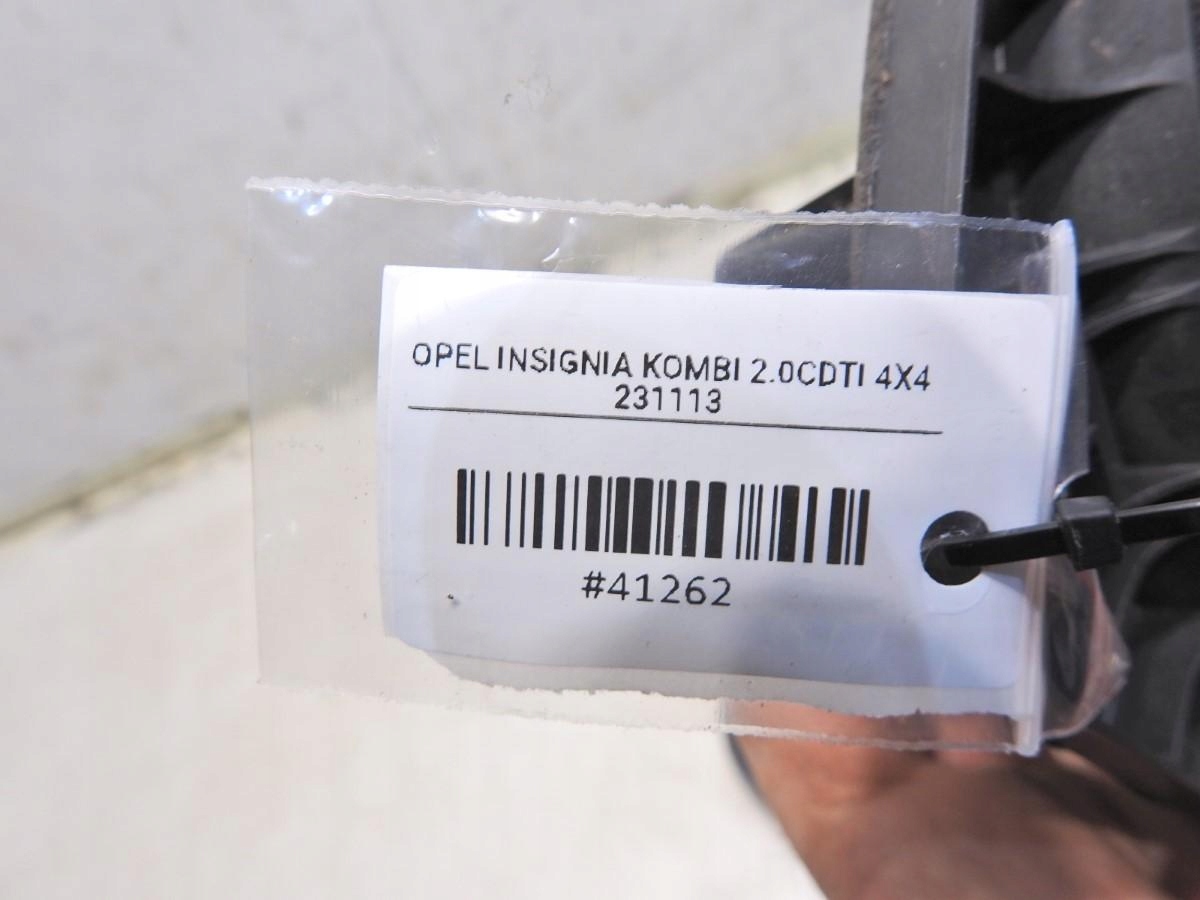 OPEL INSIGNIA KOMBI 2.0CDTI 4X4
231113
#41262